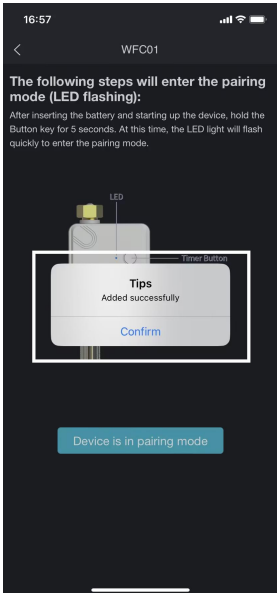 16:57
WFC01
The following steps will enter the pairing
mode (LED flashing):
After inserting the battery and starting up the device, hold the
Button key for 5 seconds. At this time, the LED light will flash
quickly to enter the pairing mode.
LED
Timer Button
Tips
Added successfully
Confirm
Device is in pairing mode